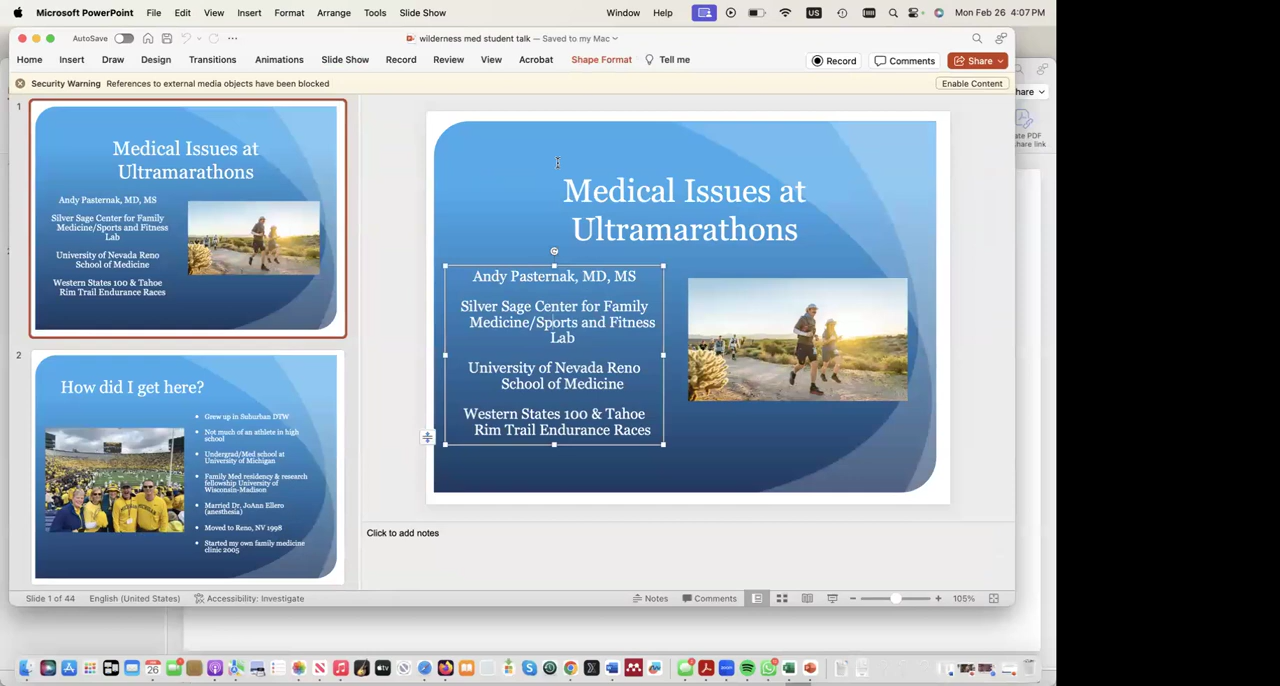 Microsoft PowerPoint File Edit View Insert Format Arrange Tools Slide Show Window Help US Mon Feb 26 4:07 PM
AutoSave wilderness med student talk — Saved to my Mac
Home Insert Draw Design Transitions Animations Slide Show Record Review View Acrobat Shape Format Tell me Record Comments Share
Security Warning References to external media objects have been blocked Enable Content
hare
ate PDF
hare link
1
Medical Issues at
Ultramarathons
Andy Pasternak, MD, MS
Silver Sage Center for Family
Medicine/Sports and Fitness
Lab
University of Nevada Reno
School of Medicine
Western States 100 & Tahoe
Rim Trail Endurance Races
2
How did I get here?
Grew up in Suburban DTW
Not much of an athlete in high
school
Undergrad/Med school at
University of Michigan
Family Med residency & research
fellowship University of
Wisconsin-Madison
Married Dr. JoAnn Ellero
(anesthesia)
Moved to Reno, NV 1998
Started my own family medicine
clinic 2005
Medical Issues at
Ultramarathons
Andy Pasternak, MD, MS
Silver Sage Center for Family
Medicine/Sports and Fitness
Lab
University of Nevada Reno
School of Medicine
Western States 100 & Tahoe
Rim Trail Endurance Races
Click to add notes
Slide 1 of 44 English (United States) Accessibility: Investigate Notes Comments 105%
26
zoom